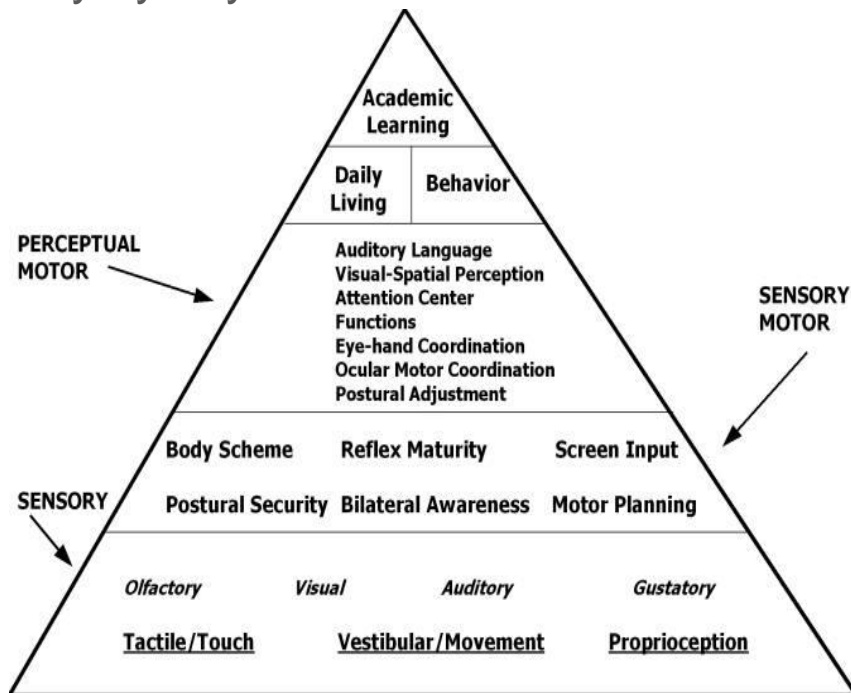 Academic
Learning
Daily
Living
Behavior
PERCEPTUAL
MOTOR
Auditory Language
Visual-Spatial Perception
Attention Center
Functions
Eye-hand Coordination
Ocular Motor Coordination
Postural Adjustment
SENSORY
MOTOR
Body Scheme Reflex Maturity Screen Input
SENSORY
Postural Security Bilateral Awareness Motor Planning
Olfactory Visual Auditory Gustatory
Tactile/Touch Vestibular/Movement Proprioception